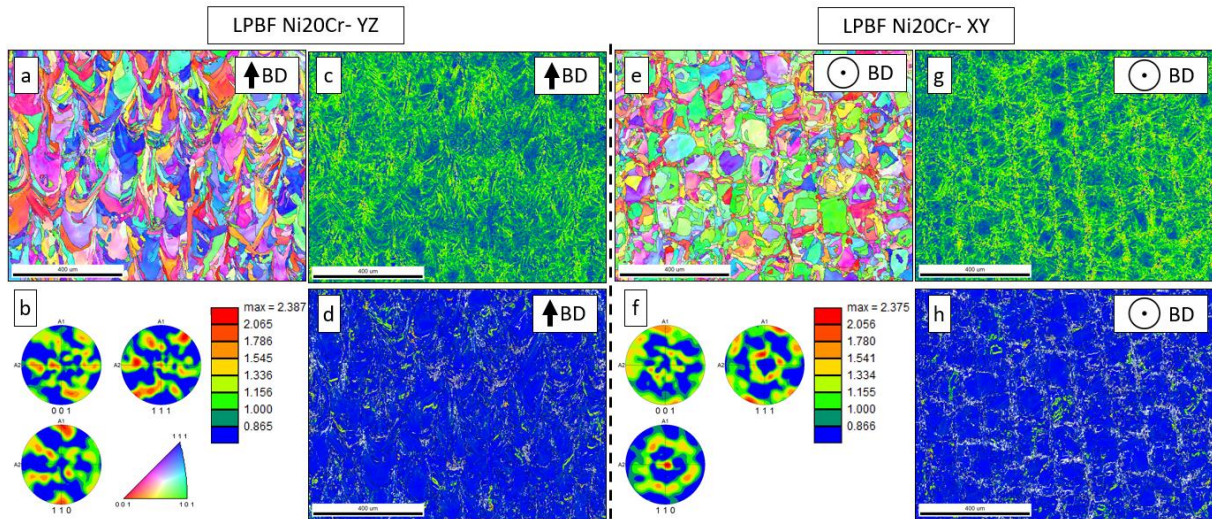 LPBF Ni20Cr- YZ
LPBF Ni20Cr- XY
a
BD
400 um
c
BD
400 um
e
BD
400 um
g
BD
400 um
b
A1
A2
0 0 1
A1
A2
1 1 1
A1
A2
1 1 0
max = 2.387
2.065
1.786
1.545
1.336
1.156
1.000
0.865
1 1 1
0 0 1
1 0 1
d
BD
400 um
f
A1
A2
0 0 1
A1
A2
1 1 1
A1
A2
1 1 0
max = 2.375
2.056
1.780
1.541
1.334
1.155
1.000
0.866
h
BD
400 um